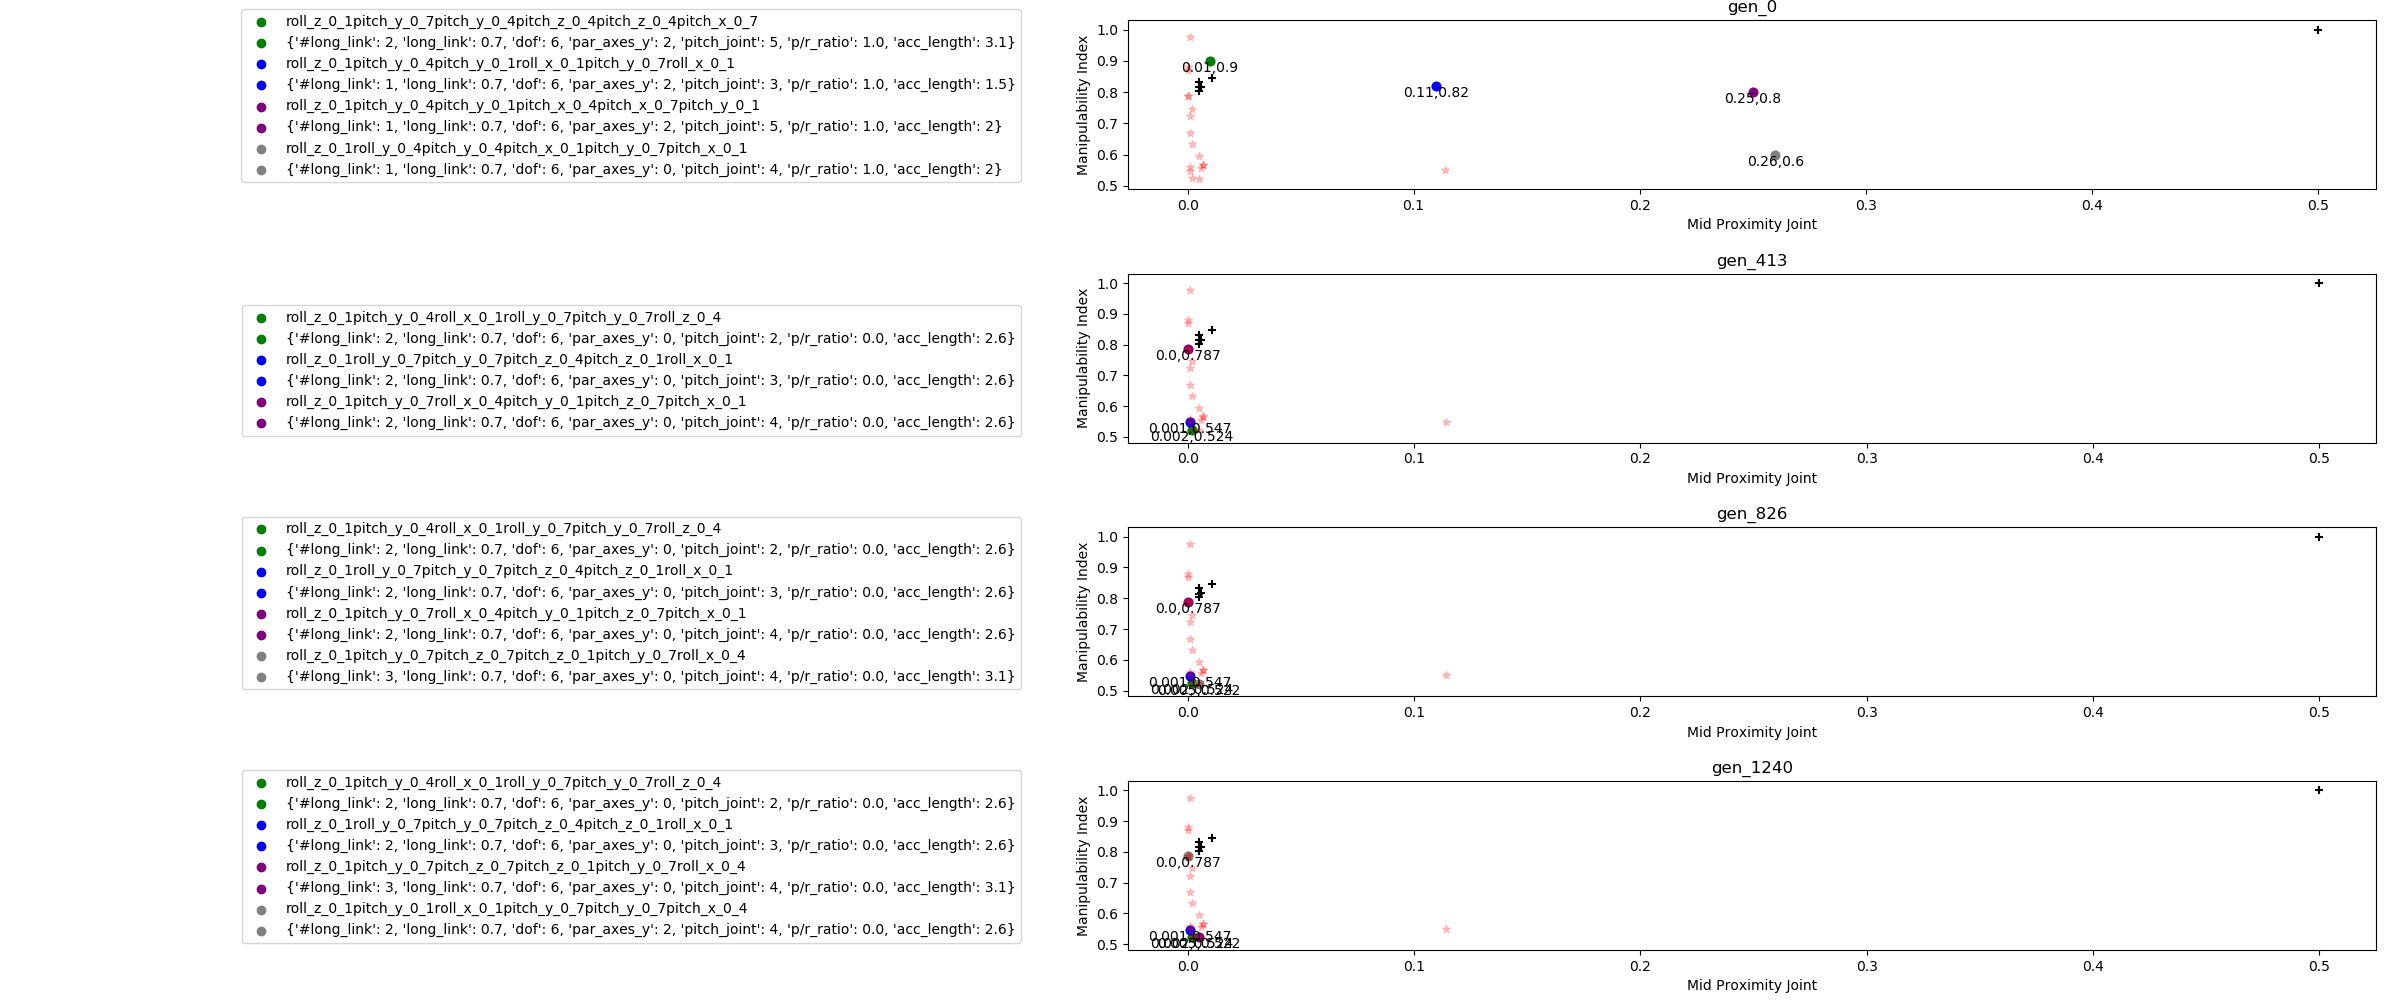 roll_z_0_1pitch_y_0_7pitch_y_0_4pitch_z_0_4pitch_z_0_4pitch_x_0_7
{'#long_link': 2, 'long_link': 0.7, 'dof': 6, 'par_axes_y': 2, 'pitch_joint': 5, 'p/r_ratio': 1.0, 'acc_length': 3.1}
roll_z_0_1pitch_y_0_4pitch_y_0_1roll_x_0_1pitch_y_0_7roll_x_0_1
{'#long_link': 1, 'long_link': 0.7, 'dof': 6, 'par_axes_y': 2, 'pitch_joint': 3, 'p/r_ratio': 1.0, 'acc_length': 1.5}
roll_z_0_1pitch_y_0_4pitch_y_0_1pitch_x_0_4pitch_x_0_7pitch_y_0_1
{'#long_link': 1, 'long_link': 0.7, 'dof': 6, 'par_axes_y': 2, 'pitch_joint': 5, 'p/r_ratio': 1.0, 'acc_length': 2}
roll_z_0_1roll_y_0_4pitch_y_0_4pitch_x_0_1pitch_y_0_7pitch_x_0_1
{'#long_link': 1, 'long_link': 0.7, 'dof': 6, 'par_axes_y': 0, 'pitch_joint': 4, 'p/r_ratio': 1.0, 'acc_length': 2}
gen_0
Manipulability Index
1.0
0.9
0.8
0.7
0.6
0.5
0.01,0.9
0.11,0.82
0.25,0.8
0.26,0.6
0.0 0.1 0.2 0.3 0.4 0.5
Mid Proximity Joint
roll_z_0_1pitch_y_0_4roll_x_0_1roll_y_0_7pitch_y_0_7roll_z_0_4
{'#long_link': 2, 'long_link': 0.7, 'dof': 6, 'par_axes_y': 0, 'pitch_joint': 2, 'p/r_ratio': 0.0, 'acc_length': 2.6}
roll_z_0_1roll_y_0_7pitch_y_0_7pitch_z_0_4pitch_z_0_1roll_x_0_1
{'#long_link': 2, 'long_link': 0.7, 'dof': 6, 'par_axes_y': 0, 'pitch_joint': 3, 'p/r_ratio': 0.0, 'acc_length': 2.6}
roll_z_0_1pitch_y_0_7roll_x_0_4pitch_y_0_1pitch_z_0_7pitch_x_0_1
{'#long_link': 2, 'long_link': 0.7, 'dof': 6, 'par_axes_y': 0, 'pitch_joint': 4, 'p/r_ratio': 0.0, 'acc_length': 2.6}
gen_413
Manipulability Index
1.0
0.9
0.8
0.7
0.6
0.5
0.0,0.787
0.001,0.547
0.002,0.524
0.0 0.1 0.2 0.3 0.4 0.5
Mid Proximity Joint
roll_z_0_1pitch_y_0_4roll_x_0_1roll_y_0_7pitch_y_0_7roll_z_0_4
{'#long_link': 2, 'long_link': 0.7, 'dof': 6, 'par_axes_y': 0, 'pitch_joint': 2, 'p/r_ratio': 0.0, 'acc_length': 2.6}
roll_z_0_1roll_y_0_7pitch_y_0_7pitch_z_0_4pitch_z_0_1roll_x_0_1
{'#long_link': 2, 'long_link': 0.7, 'dof': 6, 'par_axes_y': 0, 'pitch_joint': 3, 'p/r_ratio': 0.0, 'acc_length': 2.6}
roll_z_0_1pitch_y_0_7roll_x_0_4pitch_y_0_1pitch_z_0_7pitch_x_0_1
{'#long_link': 2, 'long_link': 0.7, 'dof': 6, 'par_axes_y': 0, 'pitch_joint': 4, 'p/r_ratio': 0.0, 'acc_length': 2.6}
roll_z_0_1pitch_y_0_7pitch_z_0_7pitch_z_0_1pitch_y_0_7roll_x_0_4
{'#long_link': 3, 'long_link': 0.7, 'dof': 6, 'par_axes_y': 0, 'pitch_joint': 4, 'p/r_ratio': 0.0, 'acc_length': 3.1}
gen_826
Manipulability Index
1.0
0.9
0.8
0.7
0.6
0.5
0.0,0.787
0.001,0.547
0.0 0.1 0.2 0.3 0.4 0.5
Mid Proximity Joint
roll_z_0_1pitch_y_0_4roll_x_0_1roll_y_0_7pitch_y_0_7roll_z_0_4
{'#long_link': 2, 'long_link': 0.7, 'dof': 6, 'par_axes_y': 0, 'pitch_joint': 2, 'p/r_ratio': 0.0, 'acc_length': 2.6}
roll_z_0_1roll_y_0_7pitch_y_0_7pitch_z_0_4pitch_z_0_1roll_x_0_1
{'#long_link': 2, 'long_link': 0.7, 'dof': 6, 'par_axes_y': 0, 'pitch_joint': 3, 'p/r_ratio': 0.0, 'acc_length': 2.6}
roll_z_0_1pitch_y_0_7pitch_z_0_7pitch_z_0_1pitch_y_0_7roll_x_0_4
{'#long_link': 3, 'long_link': 0.7, 'dof': 6, 'par_axes_y': 0, 'pitch_joint': 4, 'p/r_ratio': 0.0, 'acc_length': 3.1}
roll_z_0_1pitch_y_0_1roll_x_0_1pitch_y_0_7pitch_y_0_7pitch_x_0_4
{'#long_link': 2, 'long_link': 0.7, 'dof': 6, 'par_axes_y': 2, 'pitch_joint': 4, 'p/r_ratio': 0.0, 'acc_length': 2.6}
gen_1240
Manipulability Index
1.0
0.9
0.8
0.7
0.6
0.5
0.0,0.787
0.001,0.547
0.0 0.1 0.2 0.3 0.4 0.5
Mid Proximity Joint